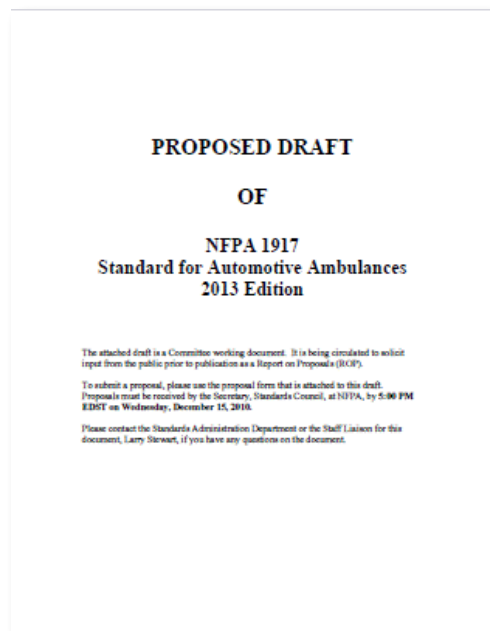 PROPOSED DRAFT
OF
NFPA 1917
Standard for Automotive Ambulances
2013 Edition
The attached draft is a Committee working document. It is being circulated to solicit
input from the public prior to publication as a Report on Proposals (ROP).
To submit a proposal, please use the proposal form that is attached to this draft.
Proposals must be received by the Secretary, Standards Council, at NFPA, by 5:00 PM
EDST on Wednesday, December 15, 2010.
Please contact the Standards Administration Department or the Staff Liaison for this
document, Larry Stewart, if you have any questions on the document.